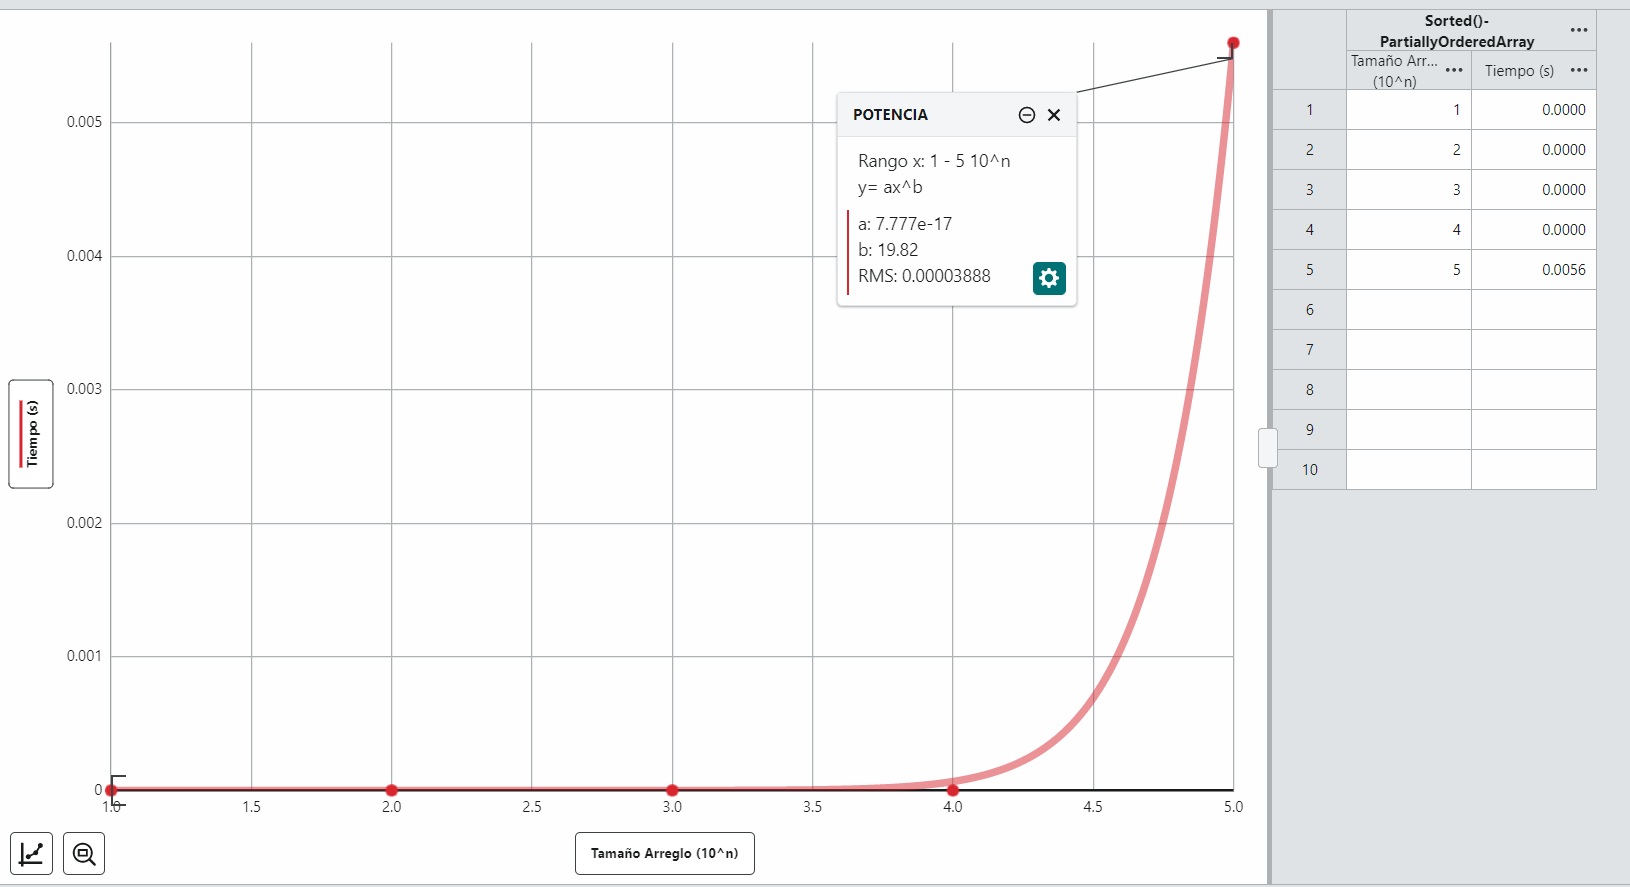 0.005
0.004
0.003
0.002
0.001
0
1.0
1.5
2.0
2.5
3.0
3.5
4.0
4.5
5.0
Tiempo (s)
Tamaño Arreglo (10^n)
POTENCIA
Rango x: 1 - 5 10^n
y= ax^b
a: 7.777e-17
b: 19.82
RMS: 0.00003888
Sorted()-
PartiallyOrderedArray
Tamaño Arr...
(10^n)
Tiempo (s)
1 1 0.0000
2 2 0.0000
3 3 0.0000
4 4 0.0000
5 5 0.0056
6
7
8
9
10